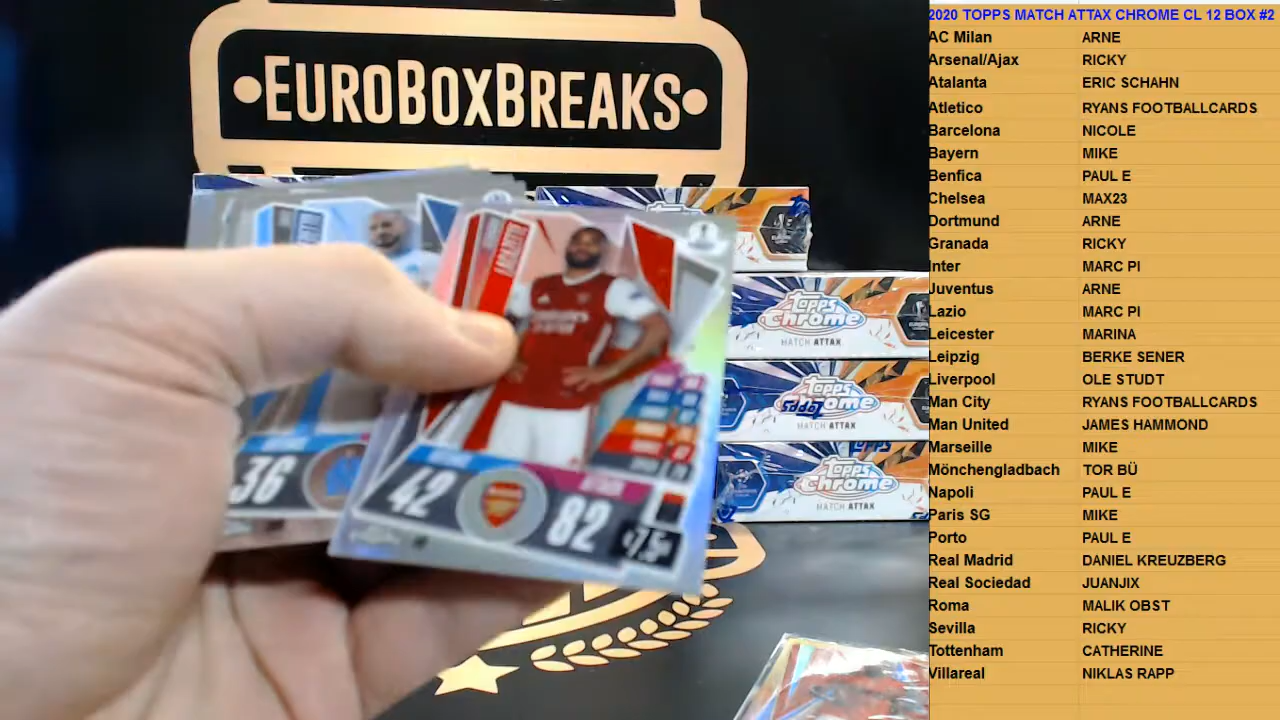 EUROBOXBREAKS
LACAZETTE
36
42
82
7.5
topps
chrome
MATCH ATTAX
topps
chrome
MATCH ATTAX
topps
chrome
MATCH ATTAX
2020 TOPPS MATCH ATTAX CHROME CL 12 BOX #2
AC Milan ARNE
Arsenal/Ajax RICKY
Atalanta ERIC SCHAHN
Atletico RYANS FOOTBALLCARDS
Barcelona NICOLE
Bayern MIKE
Benfica PAUL E
Chelsea MAX23
Dortmund ARNE
Granada RICKY
Inter MARC PI
Juventus ARNE
Lazio MARC PI
Leicester MARINA
Leipzig BERKE SENER
Liverpool OLE STUDT
Man City RYANS FOOTBALLCARDS
Man United JAMES HAMMOND
Marseille MIKE
Mönchengladbach TOR BÜ
Napoli PAUL E
Paris SG MIKE
Porto PAUL E
Real Madrid DANIEL KREUZBERG
Real Sociedad JUANJIX
Roma MALIK OBST
Sevilla RICKY
Tottenham CATHERINE
Villareal NIKLAS RAPP